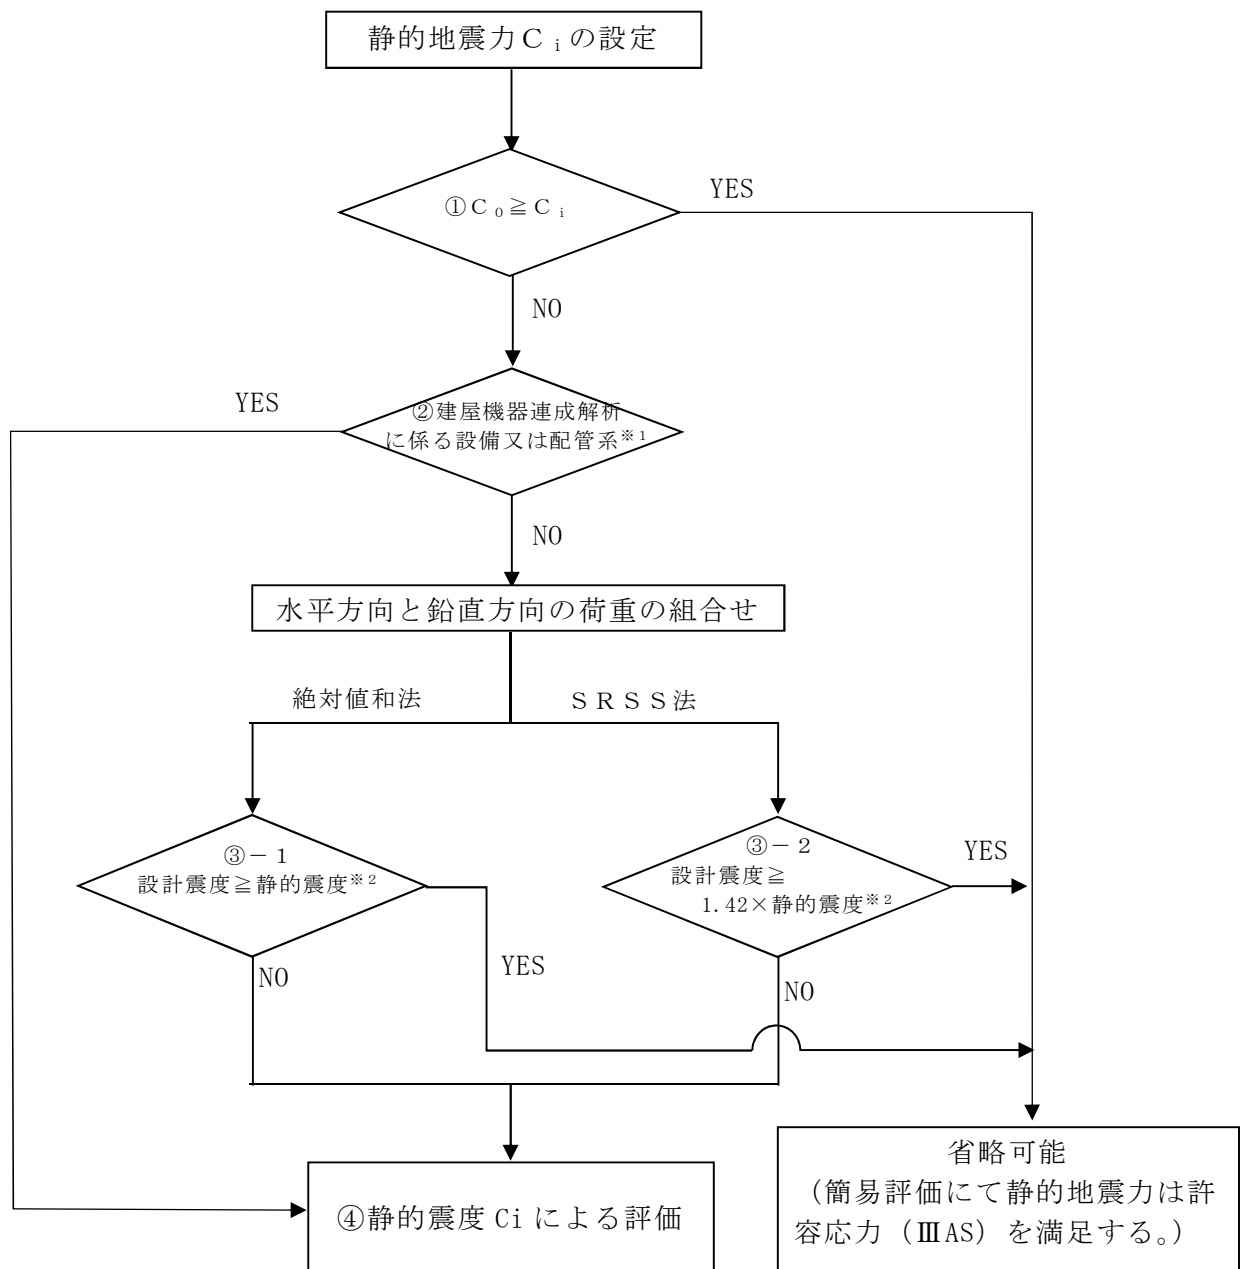 静的地震力Ｃｉの設定
①Ｃ０≧Ｃｉ
YES
NO
YES
②建屋機器連成解析
に係る設備又は配管系※1
NO
水平方向と鉛直方向の荷重の組合せ
絶対値和法
ＳＲＳＳ法
③－１
設計震度≧静的震度※2
③－２
設計震度≧
1.42×静的震度※2
YES
YES
NO
NO
④静的震度 Ci による評価
省略可能
（簡易評価にて静的地震力は許
容応力（ⅢAS）を満足する。）